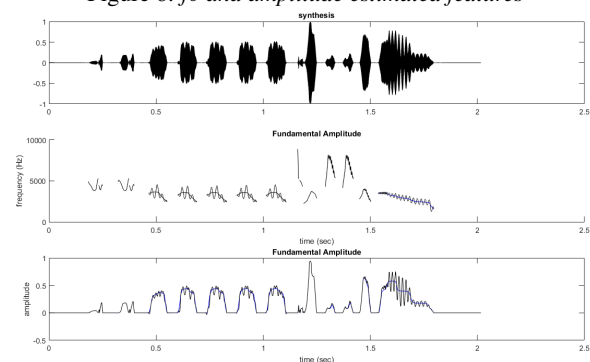 Figure 8. f0 and amplitude estimated features
synthesis
1
0.5
0
-0.5
-1
0 0.5 1 1.5 2 2.5
Fundamental Amplitude
frequency (Hz)
10000
5000
0
0 0.5 1 1.5 2 2.5
time (sec)
Fundamental Amplitude
amplitude
1
0.5
0
-0.5
0 0.5 1 1.5 2 2.5
time (sec)